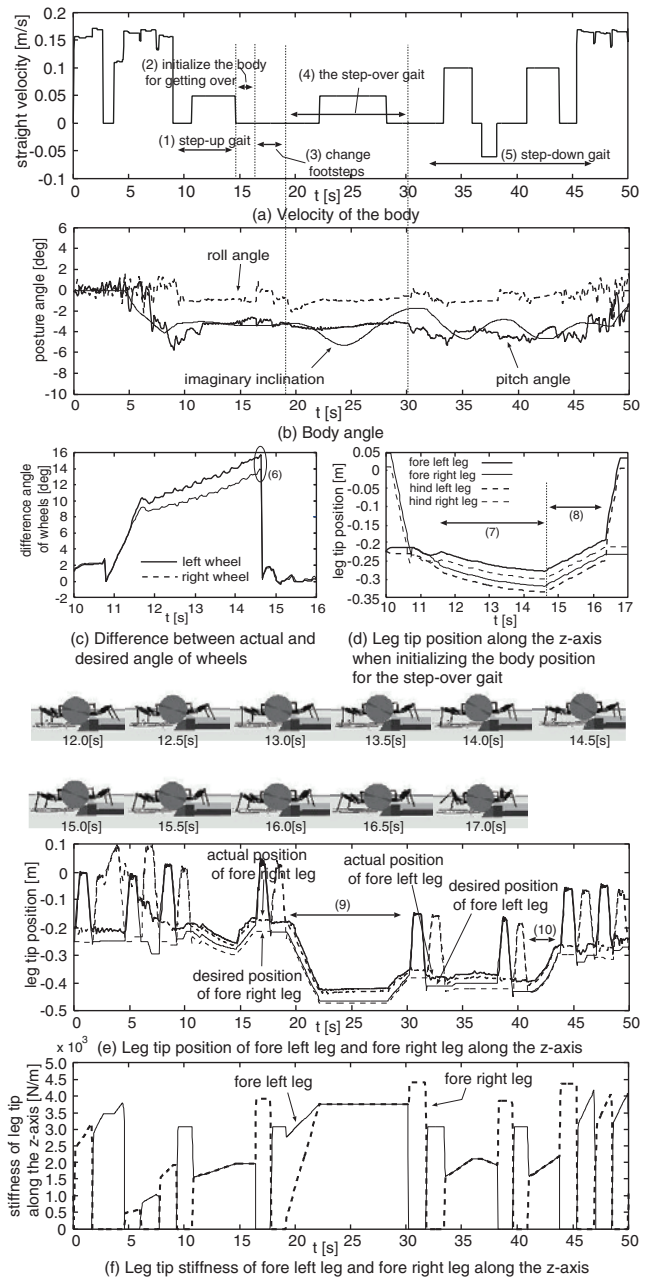 0.2
0.15
0.1
0.05
0
-0.05
-0.1
straight velocity [m/s]
(2) initialize the body
for getting over
(4) the step-over gait
(1) step-up gait
(3) change
footsteps
(5) step-down gait
0 5 10 15 20 25 30 35 40 45 50
t [s]
(a) Velocity of the body
6
4
2
0
-2
-4
-6
-8
-10
posture angle [deg]
roll angle
imaginary inclination
pitch angle
0 5 10 15 20 25 30 35 40 45 50
t [s]
(b) Body angle
16
14
12
10
8
6
4
2
0
-2
difference angle
of wheels [deg]
(6)
left wheel
right wheel
10 11 12 13 14 15 16
t [s]
(c) Difference between actual and
desired angle of wheels
0.05
0
-0.05
-0.1
-0.15
-0.2
-0.25
-0.3
-0.35
leg tip position [m]
fore left leg
fore right leg
hind left leg
hind right leg
(7)
(8)
10 11 12 13 14 15 16 17
t [s]
(d) Leg tip position along the z-axis
when initializing the body position
for the step-over gait
12.0[s] 12.5[s] 13.0[s] 13.5[s] 14.0[s] 14.5[s]
15.0[s] 15.5[s] 16.0[s] 16.5[s] 17.0[s]
0.1
0
-0.1
-0.2
-0.3
-0.4
-0.5
leg tip position [m]
actual position
of fore right leg
actual position
of fore left leg
desired position
of fore left leg
(9)
(10)
desired position
of fore right leg
0 5 10 15 20 25 30 35 40 45 50
t [s]
(e) Leg tip position of fore left leg and fore right leg along the z-axis
x 10³
5.0
4.5
4.0
3.5
3.0
2.5
2.0
1.5
1.0
0.5
0
stiffness of leg tip
along the z-axis [N/m]
fore left leg
fore right leg
0 5 10 15 20 25 30 35 40 45 50
t [s]
(f) Leg tip stiffness of fore left leg and fore right leg along the z-axis